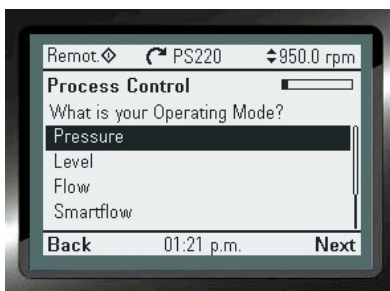 Remot. PS220 950.0 rpm
Process Control
What is your Operating Mode?
Pressure
Level
Flow
Smartflow
Back 01:21 p.m. Next